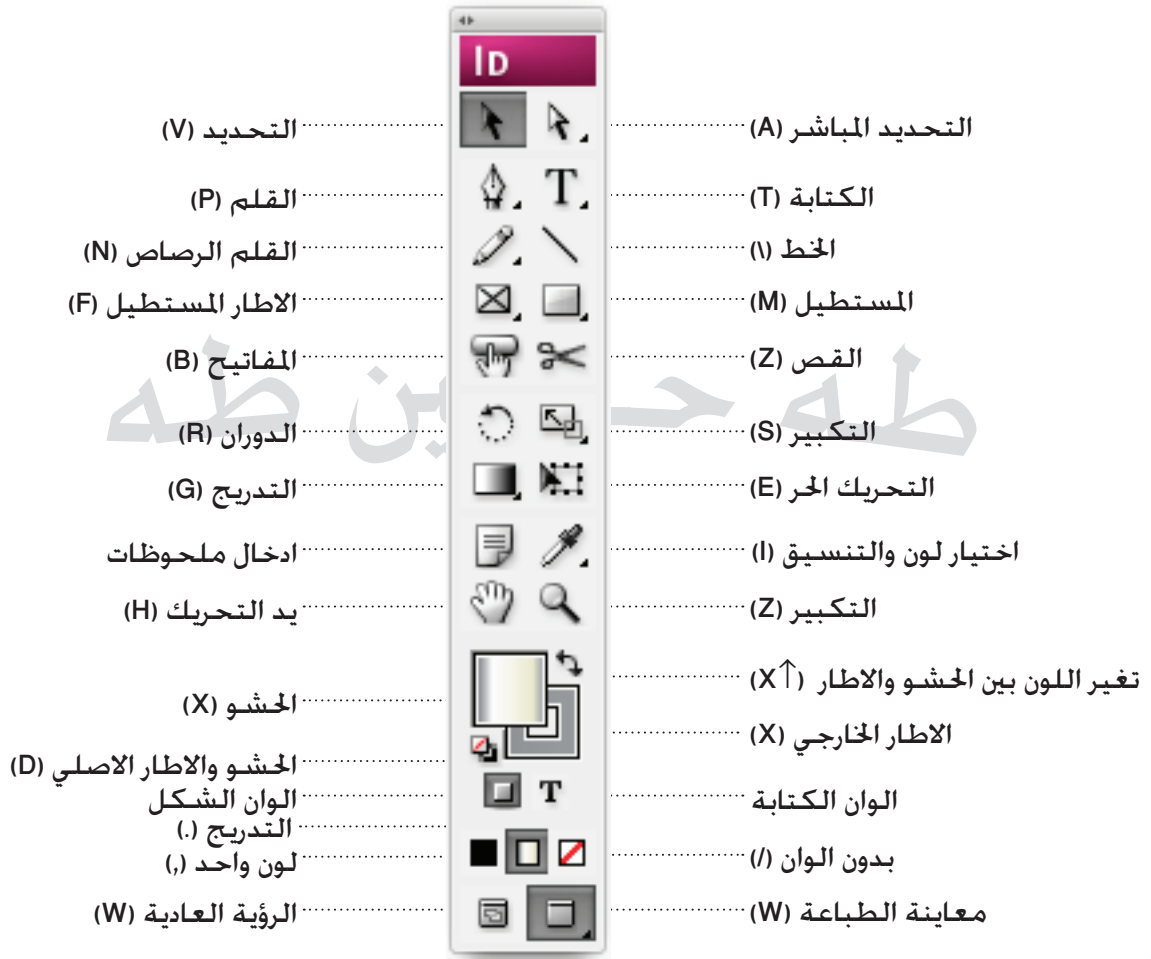 ID
التحديد المباشر (A)
التحديد (V)
الكتابة (T)
القلم (P)
الخط (\)
القلم الرصاص (N)
المستطيل (M)
الاطار المستطيل (F)
القص (Z)
المفاتيح (B)
طه حسين طه
التكبير (S)
الدوران (R)
التحريك الحر (E)
التدريج (G)
اختيار لون والتنسيق (I)
ادخال ملحوظات
التكبير (Z)
يد التحريك (H)
تغير اللون بين الحشو والاطار (X↑)
الحشو (X)
الاطار الخارجي (X)
الحشو والاطار الاصلي (D)
الوان الكتابة
الوان الشكل
التدريج (.)
بدون الوان (/)
لون واحد (,)
معاينة الطباعة (W)
الرؤية العادية (W)